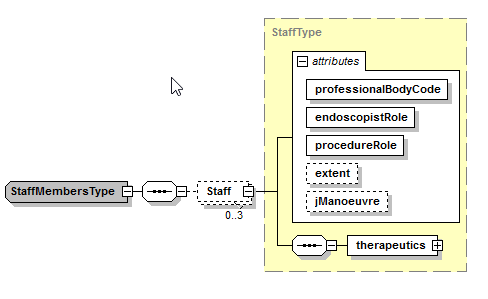 StaffType
attributes
professionalBodyCode
endoscopistRole
procedureRole
extent
jManoeuvre
StaffMembersType
Staff
0..3
therapeutics